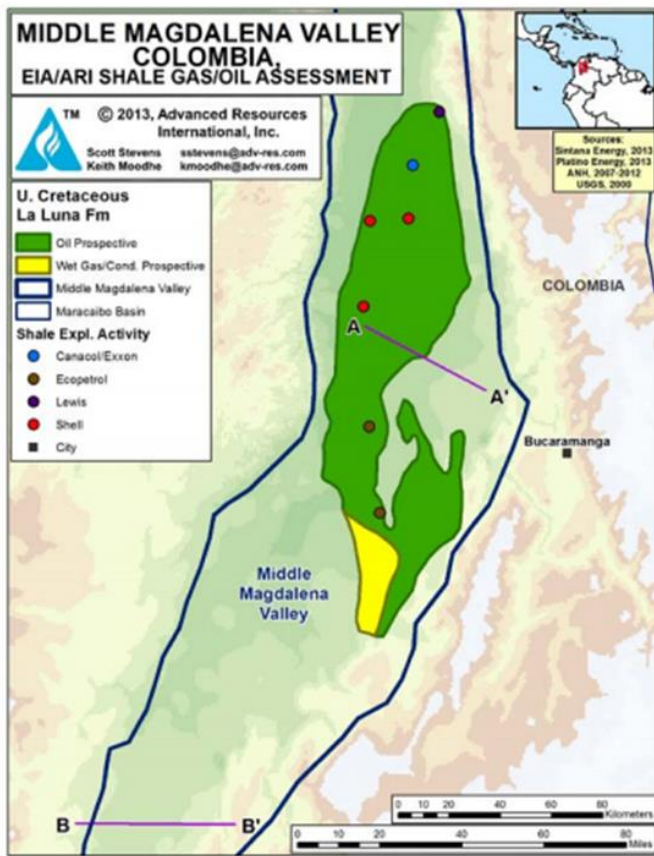 MIDDLE MAGDALENA VALLEY
COLOMBIA,
EIA/ARI SHALE GAS/OIL ASSESSMENT
TM
© 2013, Advanced Resources
International, Inc.
Scott Stevens sstevens@adv-res.com
Keith Moodhe kmoodhe@adv-res.com
Sources:
Sintana Energy, 2013
Platino Energy, 2013
ANH, 2007-2012
USGS, 2000
U. Cretaceous
La Luna Fm
Oil Prospective
Wet Gas/Cond. Prospective
Middle Magdalena Valley
Maracaibo Basin
Shale Expl. Activity
Canacol/Exxon
Ecopetrol
Lewis
Shell
City
COLOMBIA
A
A'
Bucaramanga
Middle
Magdalena
Valley
B
B'
0 20 40 60 80
Kilometers
0 20 40 60 80
Miles